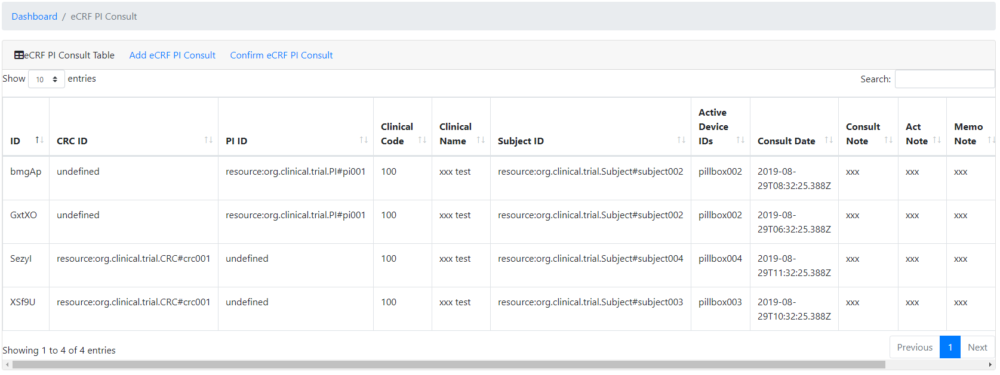 Dashboard / eCRF PI Consult
eCRF PI Consult Table Add eCRF PI Consult Confirm eCRF PI Consult
Show 10 entries Search:
ID CRC ID PI ID Clinical Code Clinical Name Subject ID Active Device IDs Consult Date Consult Note Act Note Memo Note
bmgAp undefined resource:org.clinical.trial.PI#pi001 100 xxx test resource:org.clinical.trial.Subject#subject002 pillbox002 2019-08-29T08:32:25.388Z xxx xxx xxx
GxtXO undefined resource:org.clinical.trial.PI#pi001 100 xxx test resource:org.clinical.trial.Subject#subject002 pillbox002 2019-08-29T06:32:25.388Z xxx xxx xxx
SezyI resource:org.clinical.trial.CRC#crc001 undefined 100 xxx test resource:org.clinical.trial.Subject#subject004 pillbox004 2019-08-29T11:32:25.388Z xxx xxx xxx
XSf9U resource:org.clinical.trial.CRC#crc001 undefined 100 xxx test resource:org.clinical.trial.Subject#subject003 pillbox003 2019-08-29T10:32:25.388Z xxx xxx xxx
Showing 1 to 4 of 4 entries Previous 1 Next